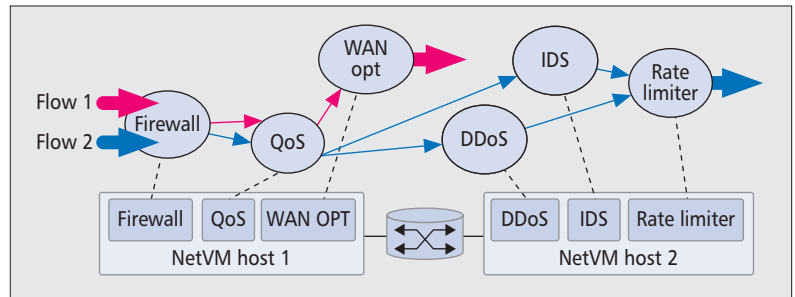 WAN
opt
IDS
Rate
limiter
Flow 1
Firewall
Flow 2
QoS
DDoS
Firewall QoS WAN OPT
DDoS IDS Rate limiter
NetVM host 1
NetVM host 2